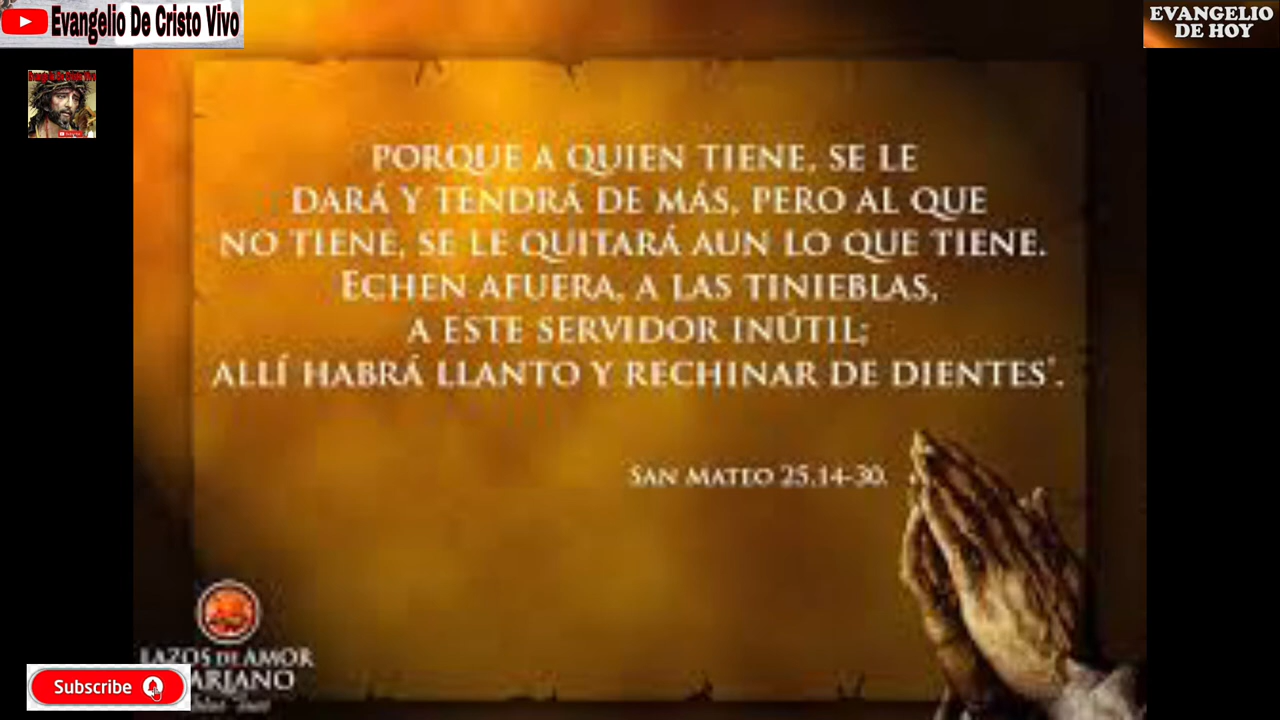 Evangelio De Cristo Vivo
EVANGELIO
DE HOY
PORQUE A QUIEN TIENE, SE LE
DARÁ Y TENDRÁ DE MÁS, PERO AL QUE
NO TIENE, SE LE QUITARÁ AUN LO QUE TIENE.
ECHEN AFUERA, A LAS TINIEBLAS,
A ESTE SERVIDOR INÚTIL;
ALLÍ HABRÁ LLANTO Y RECHINAR DE DIENTES".
SAN MATEO 25,14-30.
LAZOS DE AMOR
ARIANO
Subscribe